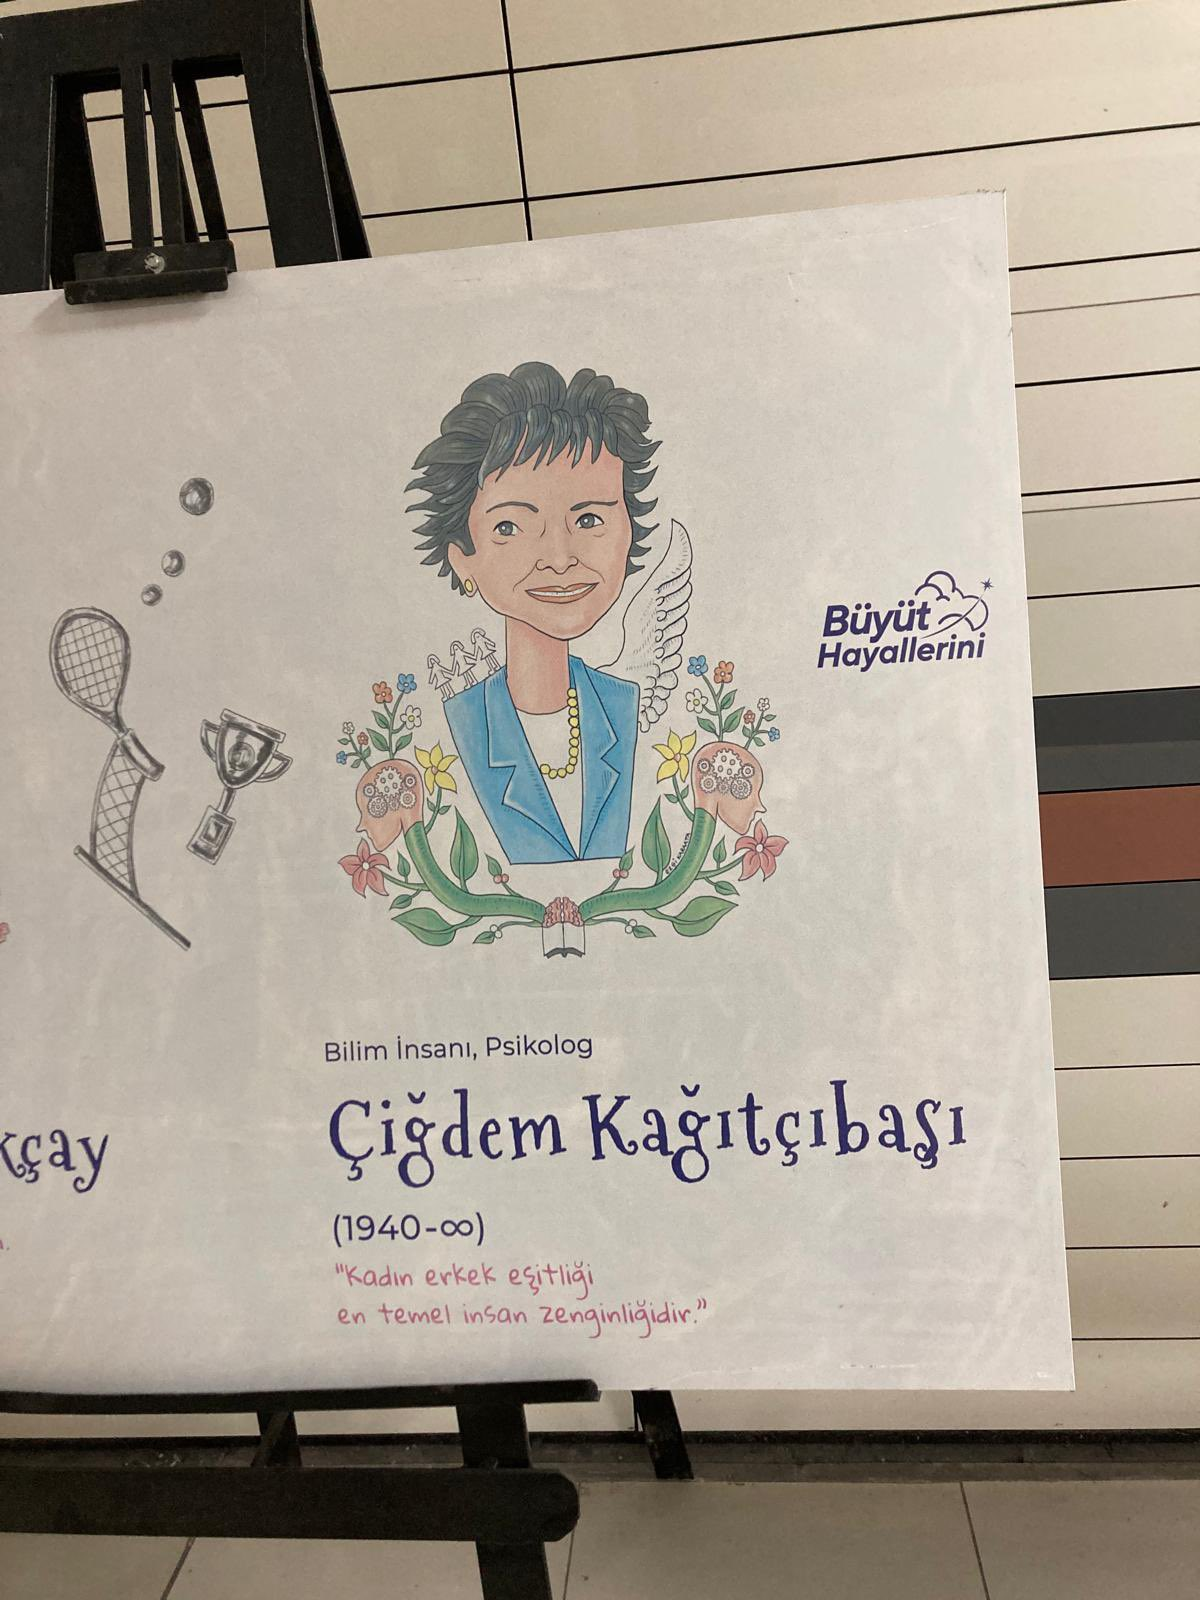 Büyüt
Hayallerini
Bilim İnsanı, Psikolog
Çiğdem Kağıtçıbaşı
(1940-∞)
"Kadın erkek eşitliği
en temel insan zenginliğidir."
kçay